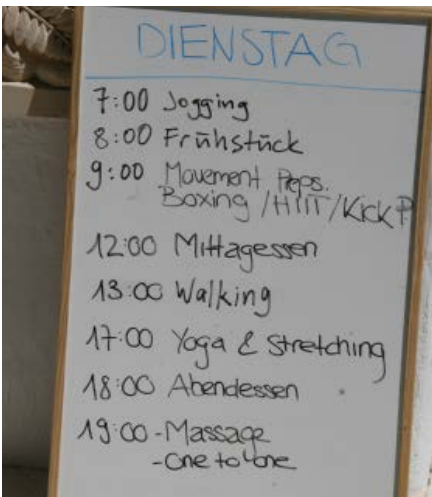 DIENSTAG
7:00 Jogging
8:00 Frühstück
9:00 Movement Preps.
Boxing /HIIT/Kick P
12:00 Mittagessen
13:00 Walking
17:00 Yoga & Stretching
18:00 Abendessen
19:00 -Massage
-One to one